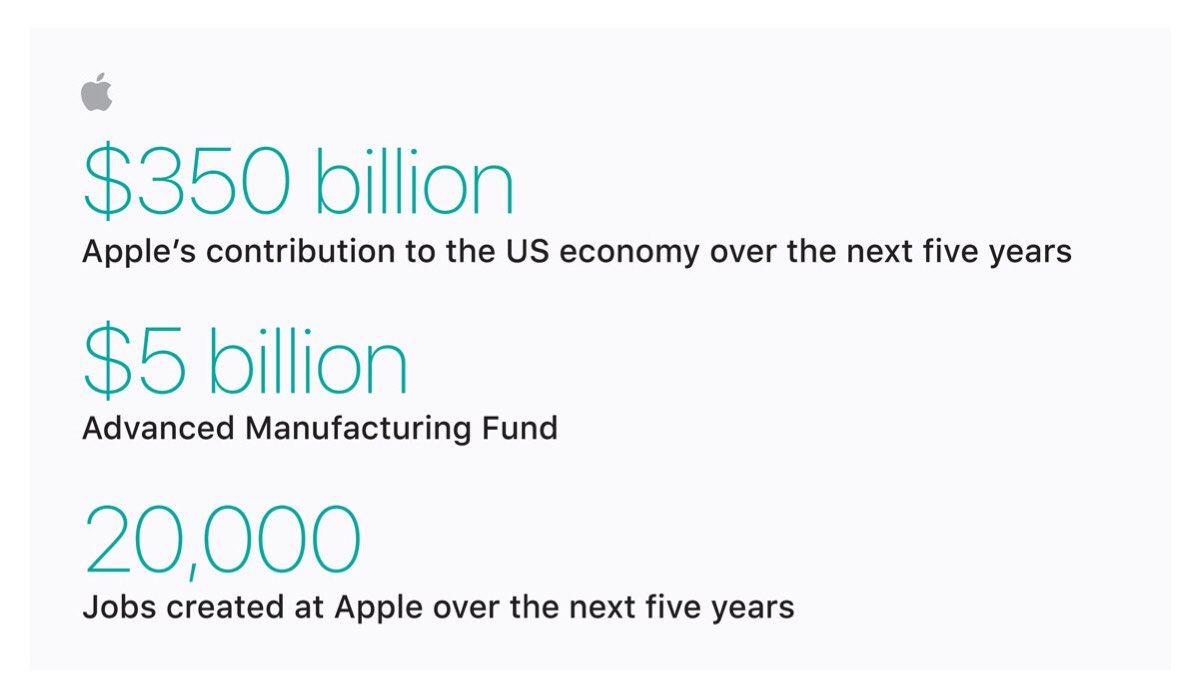 $350 billion
Apple’s contribution to the US economy over the next five years
$5 billion
Advanced Manufacturing Fund
20,000
Jobs created at Apple over the next five years